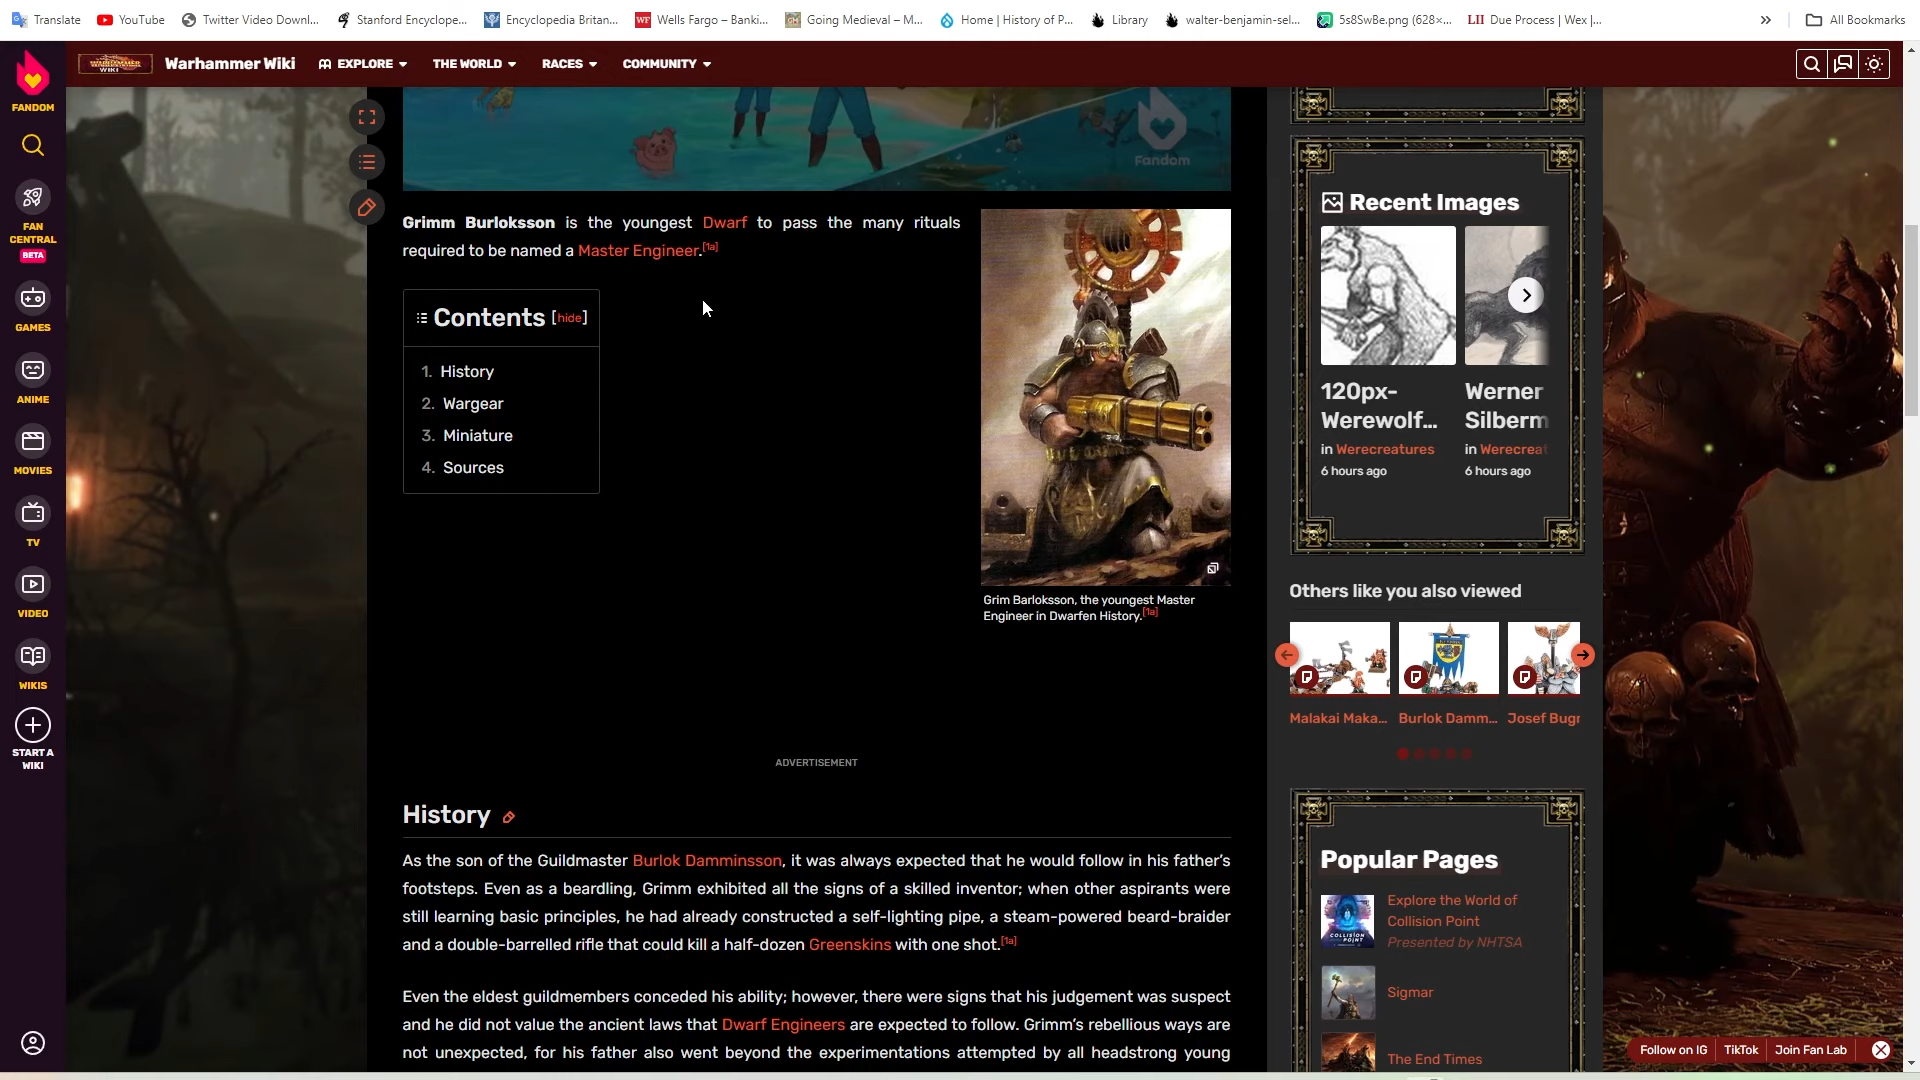 Translate
YouTube
Twitter Video Downl...
Stanford Encyclope...
Encyclopedia Britan...
Wells Fargo – Banki...
Going Medieval – M...
Home | History of P...
Library
walter-benjamin-sel...
5s8SwBe.png (628×...
LII Due Process | Wex |...
All Bookmarks
FANDOM
Warhammer Wiki
EXPLORE
THE WORLD
RACES
COMMUNITY
FAN
CENTRAL
BETA
GAMES
ANIME
MOVIES
TV
VIDEO
WIKIS
START A
WIKI
Fandom
Grimm Burloksson is the youngest Dwarf to pass the many rituals
required to be named a Master Engineer.[1a]
Contents [hide]
1. History
2. Wargear
3. Miniature
4. Sources
Grim Barloksson, the youngest Master
Engineer in Dwarfen History.[1a]
ADVERTISEMENT
History
As the son of the Guildmaster Burlok Damminsson, it was always expected that he would follow in his father's
footsteps. Even as a beardling, Grimm exhibited all the signs of a skilled inventor; when other aspirants were
still learning basic principles, he had already constructed a self-lighting pipe, a steam-powered beard-braider
and a double-barrelled rifle that could kill a half-dozen Greenskins with one shot.[1a]
Even the eldest guildmembers conceded his ability; however, there were signs that his judgement was suspect
and he did not value the ancient laws that Dwarf Engineers are expected to follow. Grimm's rebellious ways are
not unexpected, for his father also went beyond the experimentations attempted by all headstrong young
Recent Images
120px-
Werewolf...
in Werecreatures
6 hours ago
Werner
Silberm
in Werecreat
6 hours ago
Others like you also viewed
Malakai Maka...
Burlok Damm...
Josef Bugr
Popular Pages
Explore the World of
Collision Point
Presented by NHTSA
Sigmar
The End Times
Follow on IG
TikTok
Join Fan Lab